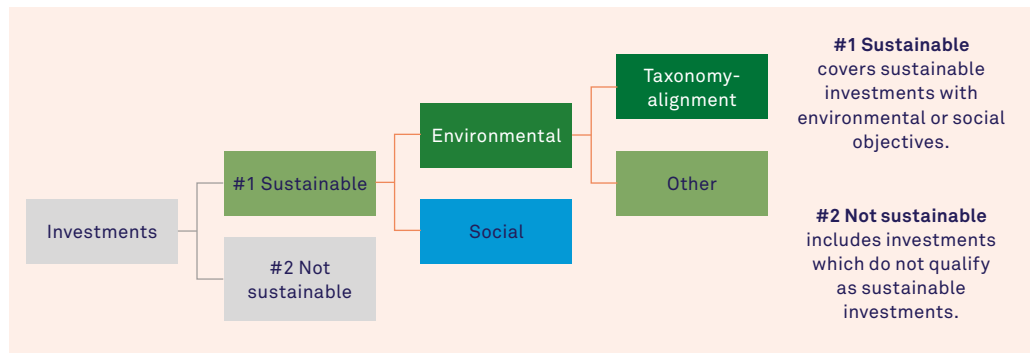 Investments
#1 Sustainable
#2 Not
sustainable
Environmental
Social
Taxonomy-
alignment
Other
#1 Sustainable
covers sustainable
investments with
environmental or social
objectives.
#2 Not sustainable
includes investments
which do not qualify
as sustainable
investments.